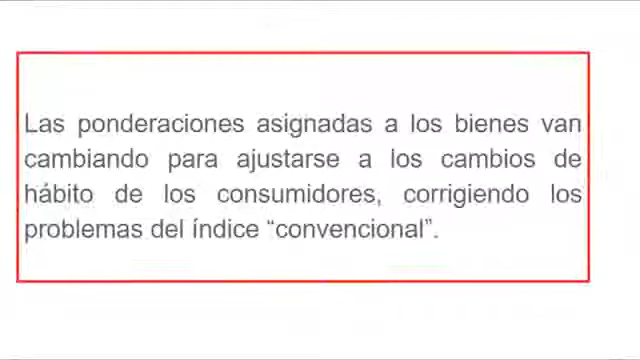 Las ponderaciones asignadas a los bienes van
cambiando para ajustarse a los cambios de
hábito de los consumidores, corrigiendo los
problemas del índice “convencional”.